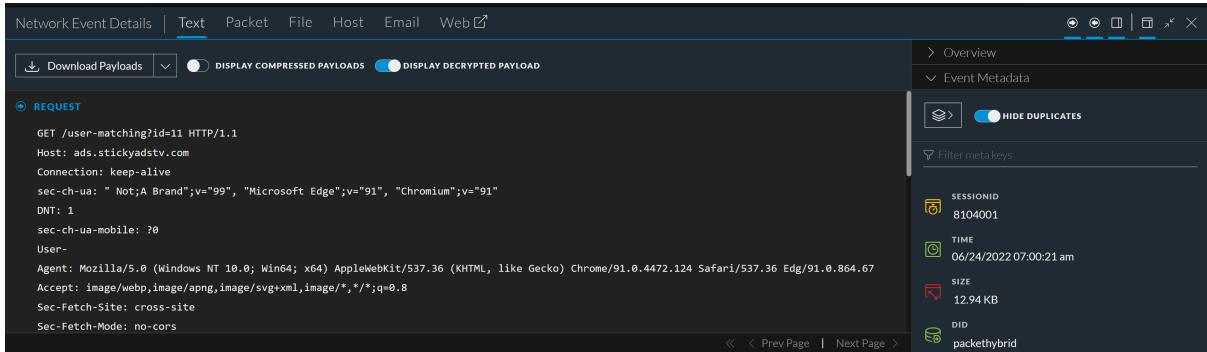 Network Event Details | Text Packet File Host Email Web
Download Payloads DISPLAY COMPRESSED PAYLOADS DISPLAY DECRYPTED PAYLOAD
REQUEST
GET /user-matching?id=11 HTTP/1.1
Host: ads.stickyadstv.com
Connection: keep-alive
sec-ch-ua: " Not;A Brand";v="99", "Microsoft Edge";v="91", "Chromium";v="91"
DNT: 1
sec-ch-ua-mobile: ?0
User-
Agent: Mozilla/5.0 (Windows NT 10.0; Win64; x64) AppleWebKit/537.36 (KHTML, like Gecko) Chrome/91.0.4472.124 Safari/537.36 Edg/91.0.864.67
Accept: image/webp,image/apng,image/svg+xml,image/*,*/*;q=0.8
Sec-Fetch-Site: cross-site
Sec-Fetch-Mode: no-cors
« < Prev Page | Next Page >
> Overview
Event Metadata
HIDE DUPLICATES
Filter meta keys
SESSIONID
8104001
TIME
06/24/2022 07:00:21 am
SIZE
12.94 KB
DID
packethybrid